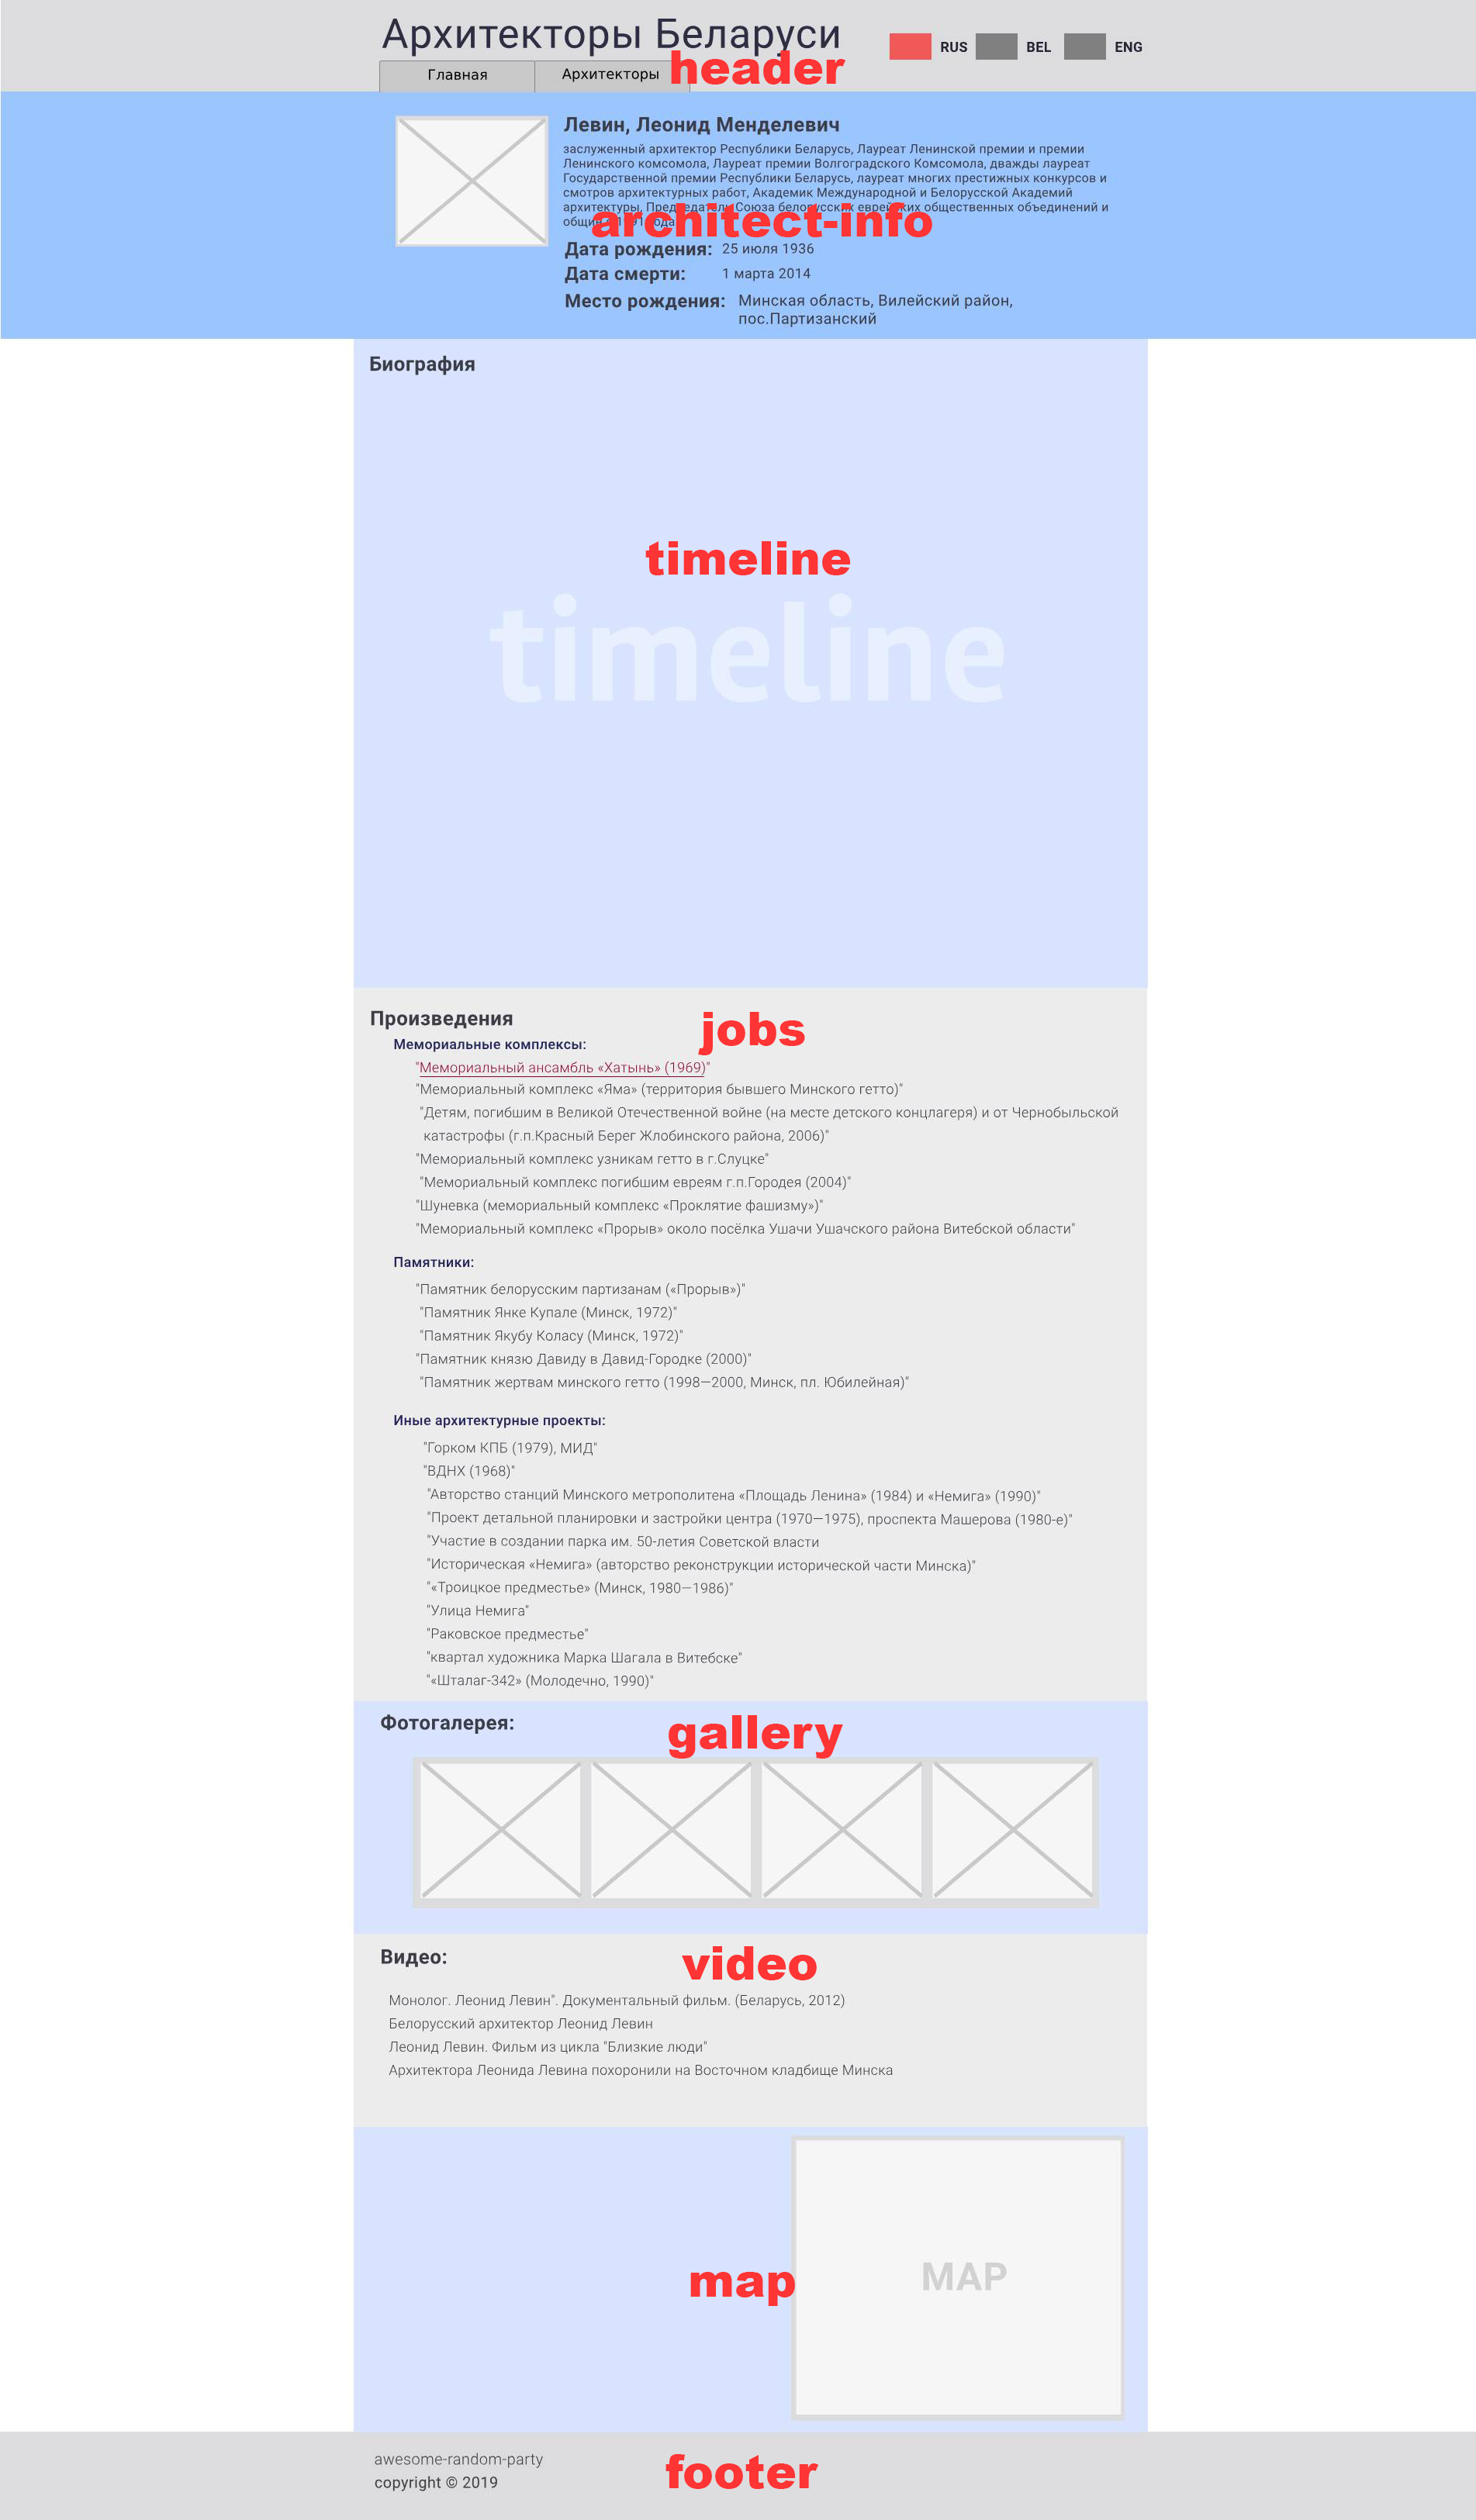 Архитекторы Беларуси
RUS BEL ENG
Главная Архитекторы
header
Левин, Леонид Менделевич
заслуженный архитектор Республики Беларусь, Лауреат Ленинской премии и премии
Ленинского комсомола, Лауреат премии Волгоградского Комсомола, дважды лауреат
Государственной премии Республики Беларусь, лауреат многих престижных конкурсов и
смотров архитектурных работ, Академик Международной и Белорусской Академий
архитектуры, Председатель Союза белорусских еврейских общественных объединений и
общин с 1991 года
architect-info
Дата рождения: 25 июля 1936
Дата смерти: 1 марта 2014
Место рождения: Минская область, Вилейский район,
пос.Партизанский
Биография
timeline
timeline
Произведения
jobs
Мемориальные комплексы:
"Мемориальный ансамбль «Хатынь» (1969)"
"Мемориальный комплекс «Яма» (территория бывшего Минского гетто)"
"Детям, погибшим в Великой Отечественной войне (на месте детского концлагеря) и от Чернобыльской
катастрофы (г.п.Красный Берег Жлобинского района, 2006)"
"Мемориальный комплекс узникам гетто в г.Слуцке"
"Мемориальный комплекс погибшим евреям г.п.Городея (2004)"
"Шуневка (мемориальный комплекс «Проклятие фашизму»)"
"Мемориальный комплекс «Прорыв» около посёлка Ушачи Ушачского района Витебской области"
Памятники:
"Памятник белорусским партизанам («Прорыв»)"
"Памятник Янке Купале (Минск, 1972)"
"Памятник Якубу Коласу (Минск, 1972)"
"Памятник князю Давиду в Давид-Городке (2000)"
"Памятник жертвам минского гетто (1998—2000, Минск, пл. Юбилейная)"
Иные архитектурные проекты:
"Горком КПБ (1979), МИД"
"ВДНХ (1968)"
"Авторство станций Минского метрополитена «Площадь Ленина» (1984) и «Немига» (1990)"
"Проект детальной планировки и застройки центра (1970—1975), проспекта Машерова (1980-е)"
"Участие в создании парка им. 50-летия Советской власти
"Историческая «Немига» (авторство реконструкции исторической части Минска)"
"«Троицкое предместье» (Минск, 1980—1986)"
"Улица Немига"
"Раковское предместье"
"квартал художника Марка Шагала в Витебске"
"«Шталаг-342» (Молодечно, 1990)"
Фотогалерея:
gallery
Видео:
video
Монолог. Леонид Левин". Документальный фильм. (Беларусь, 2012)
Белорусский архитектор Леонид Левин
Леонид Левин. Фильм из цикла "Близкие люди"
Архитектора Леонида Левина похоронили на Восточном кладбище Минска
MAP
map
awesome-random-party
footer
copyright © 2019